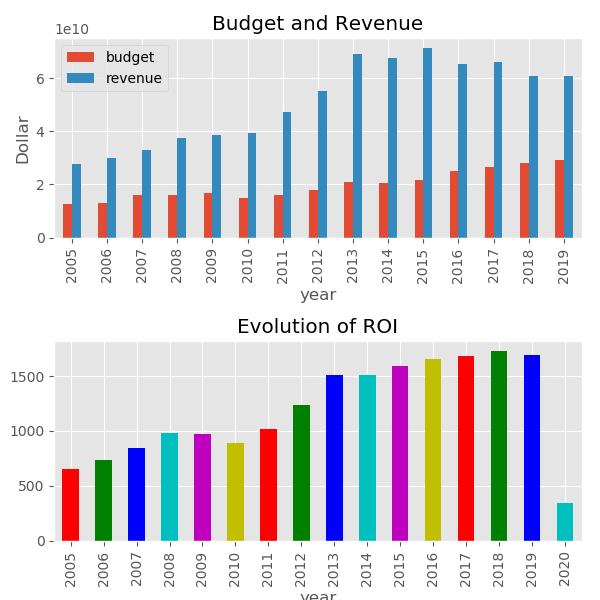 Budget and Revenue
1e10
budget
revenue
Dollar
6
4
2
0
2005 2006 2007 2008 2009 2010 2011 2012 2013 2014 2015 2016 2017 2018 2019
year
Evolution of ROI
1500
1000
500
0
2005 2006 2007 2008 2009 2010 2011 2012 2013 2014 2015 2016 2017 2018 2019 2020
year